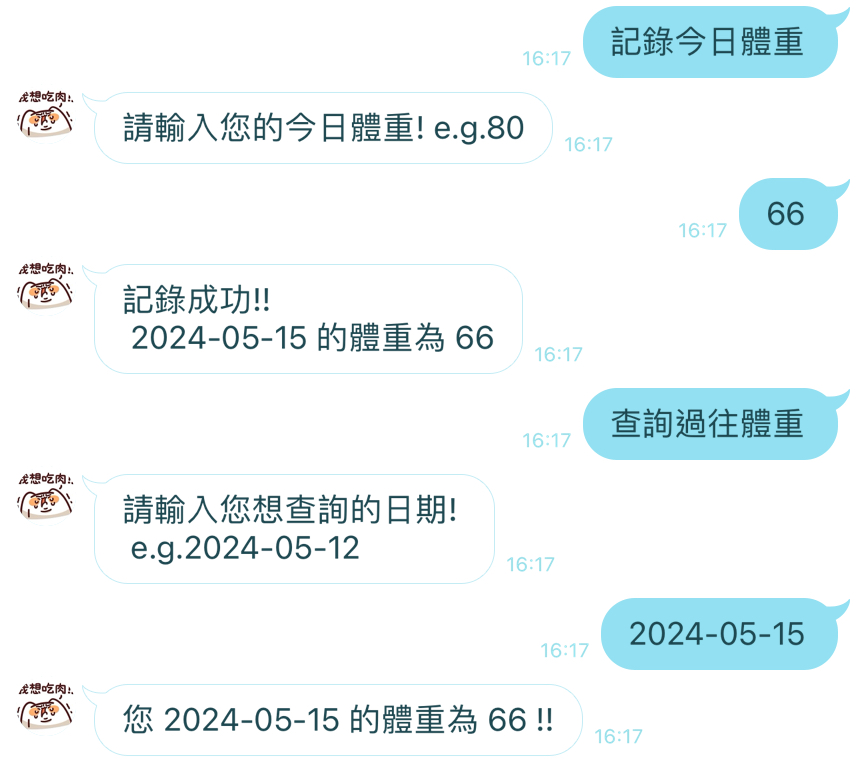 記錄今日體重
16:17
我想吃肉!.
請輸入您的今日體重! e.g.80
16:17
66
16:17
我想吃肉!.
記錄成功!!
2024-05-15 的體重為 66
16:17
查詢過往體重
16:17
我想吃肉!.
請輸入您想查詢的日期!
e.g.2024-05-12
16:17
2024-05-15
16:17
我想吃肉!.
您 2024-05-15 的體重為 66 !!
16:17